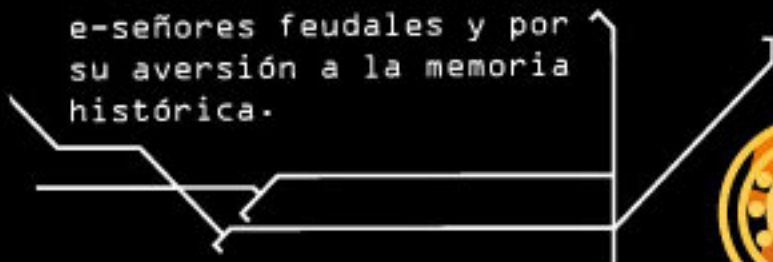 e-señores feudales y por
su aversión a la memoria
histórica.